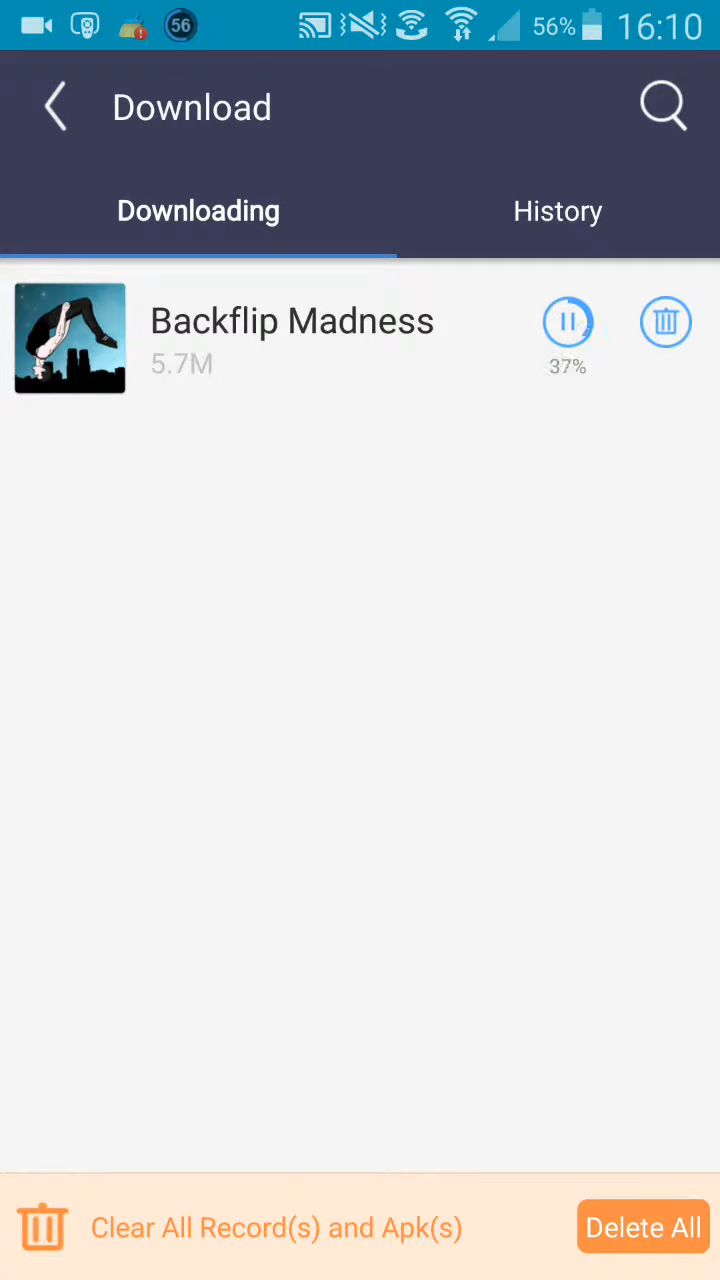 56 56% 16:10
Download
Downloading History
Backflip Madness
5.7M
37%
Clear All Record(s) and Apk(s) Delete All